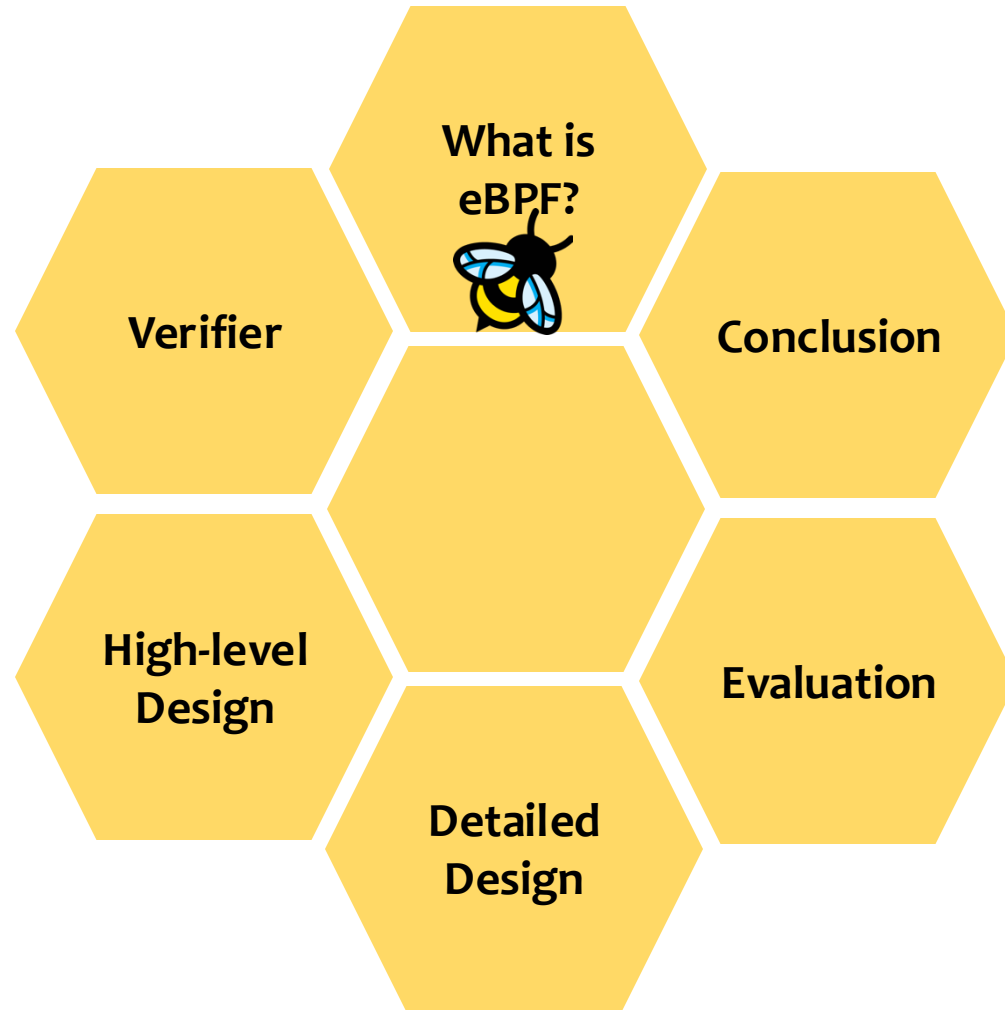 What is
eBPF?
Verifier
Conclusion
High-level
Design
Evaluation
Detailed
Design